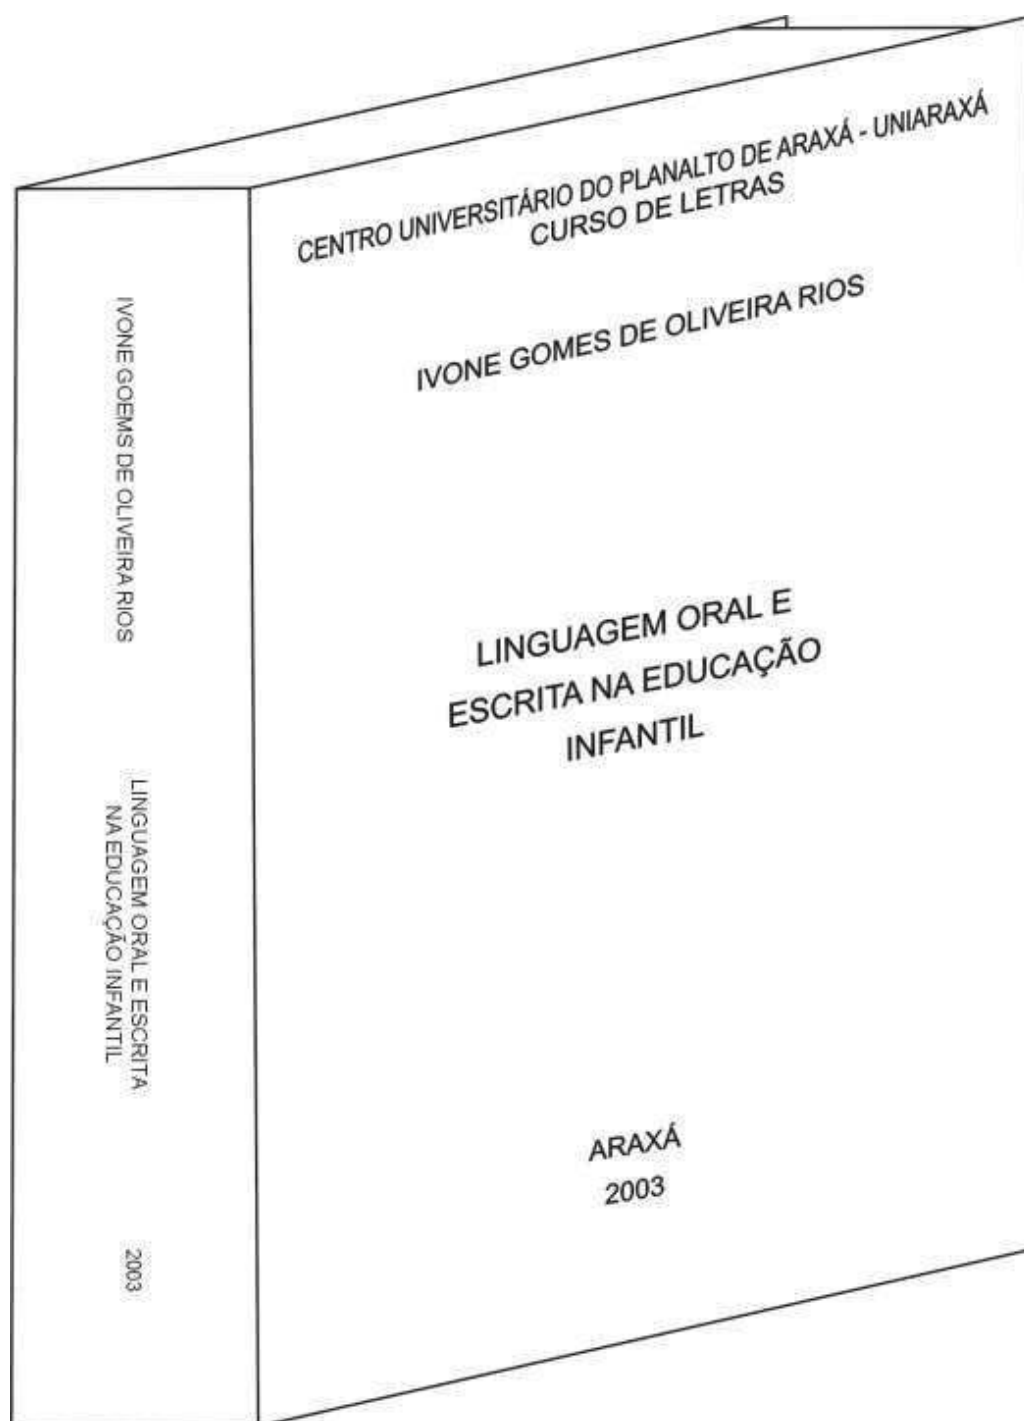 CENTRO UNIVERSITÁRIO DO PLANALTO DE ARAXÁ - UNIARAXÁ
CURSO DE LETRAS
IVONE GOMES DE OLIVEIRA RIOS
LINGUAGEM ORAL E
ESCRITA NA EDUCAÇÃO
INFANTIL
ARAXÁ
2003
IVONE GOEMS DE OLIVEIRA RIOS
LINGUAGEM ORAL E ESCRITA
NA EDUCAÇÃO INFANTIL
2003